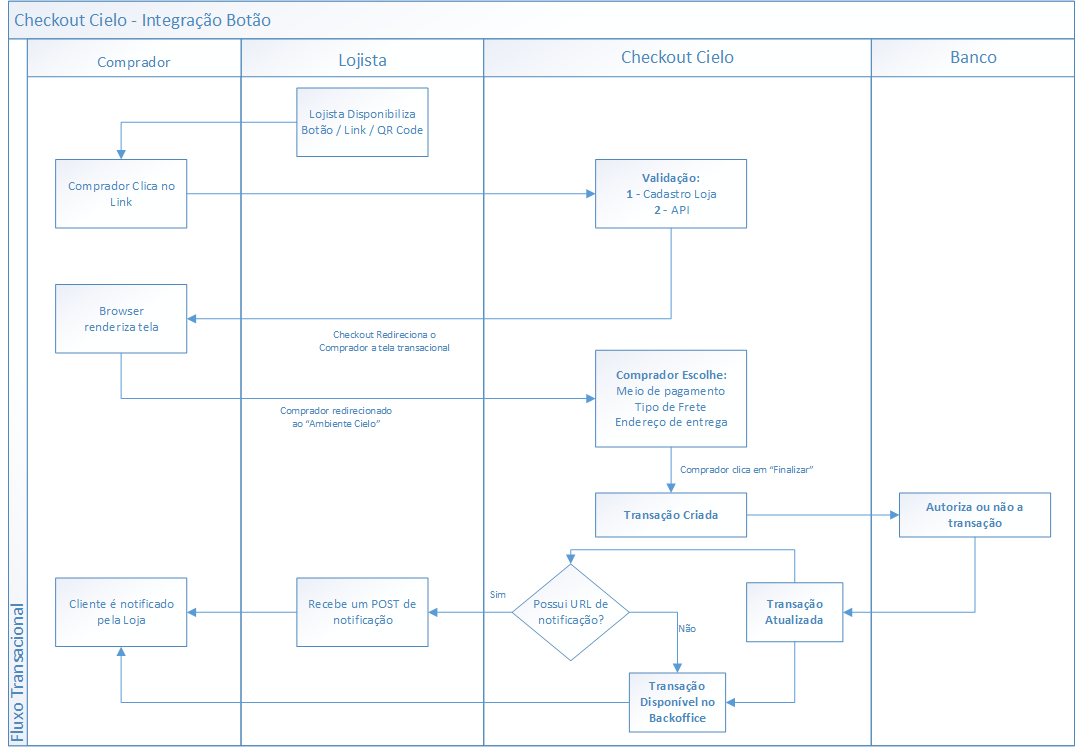 Checkout Cielo - Integração Botão
Comprador
Lojista
Checkout Cielo
Banco
Lojista Disponibiliza
Botão / Link / QR Code
Comprador Clica no
Link
Validação:
1 - Cadastro Loja
2 - API
Browser
renderiza tela
Checkout Redireciona o
Comprador a tela transacional
Comprador Escolhe:
Meio de pagamento
Tipo de Frete
Endereço de entrega
Comprador redirecionado
ao “Ambiente Cielo”
Comprador clica em “Finalizar”
Transação Criada
Autoriza ou não a
transação
Cliente é notificado
pela Loja
Recebe um POST de
notificação
Sim
Possui URL de
notificação?
Não
Transação
Atualizada
Transação
Disponível no
Backoffice
Fluxo Transacional